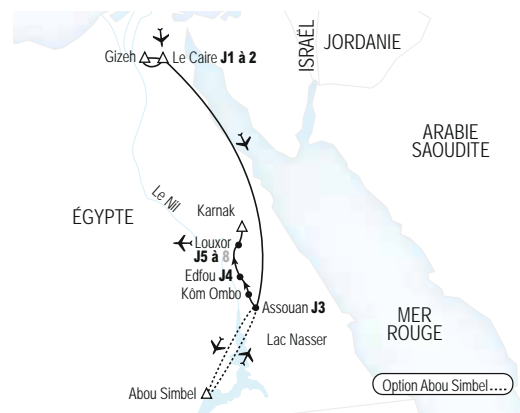 ISRAËL
JORDANIE
Gizeh
Le Caire J1 à 2
ARABIE
SAOUDITE
Le Nil
Karnak
ÉGYPTE
Louxor
J5 à 8
Edfou J4
Kôm Ombo
Assouan J3
MER
ROUGE
Lac Nasser
Abou Simbel
Option Abou Simbel....